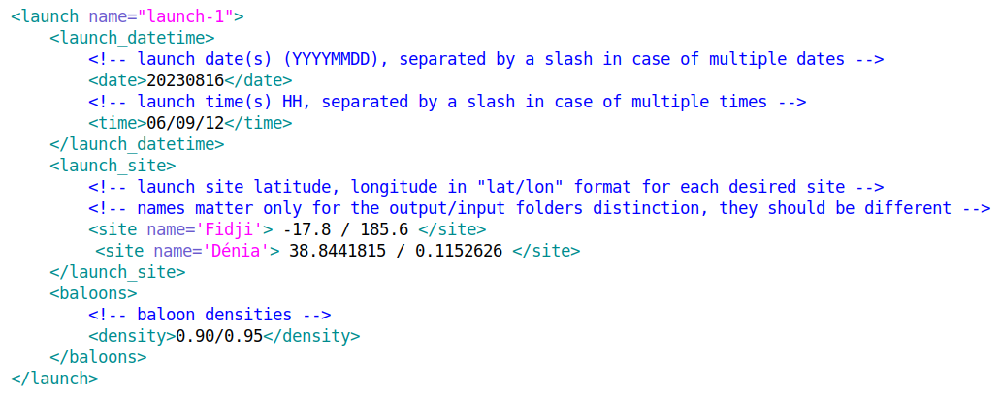 <launch name="launch-1">
<launch_datetime>
<!-- launch date(s) (YYYYMMDD), separated by a slash in case of multiple dates -->
<date>20230816</date>
<!-- launch time(s) HH, separated by a slash in case of multiple times -->
<time>06/09/12</time>
</launch_datetime>
<launch_site>
<!-- launch site latitude, longitude in "lat/lon" format for each desired site -->
<!-- names matter only for the output/input folders distinction, they should be different -->
<site name='Fidji'> -17.8 / 185.6 </site>
<site name='Dénia'> 38.8441815 / 0.1152626 </site>
</launch_site>
<baloons>
<!-- baloon densities -->
<density>0.90/0.95</density>
</baloons>
</launch>